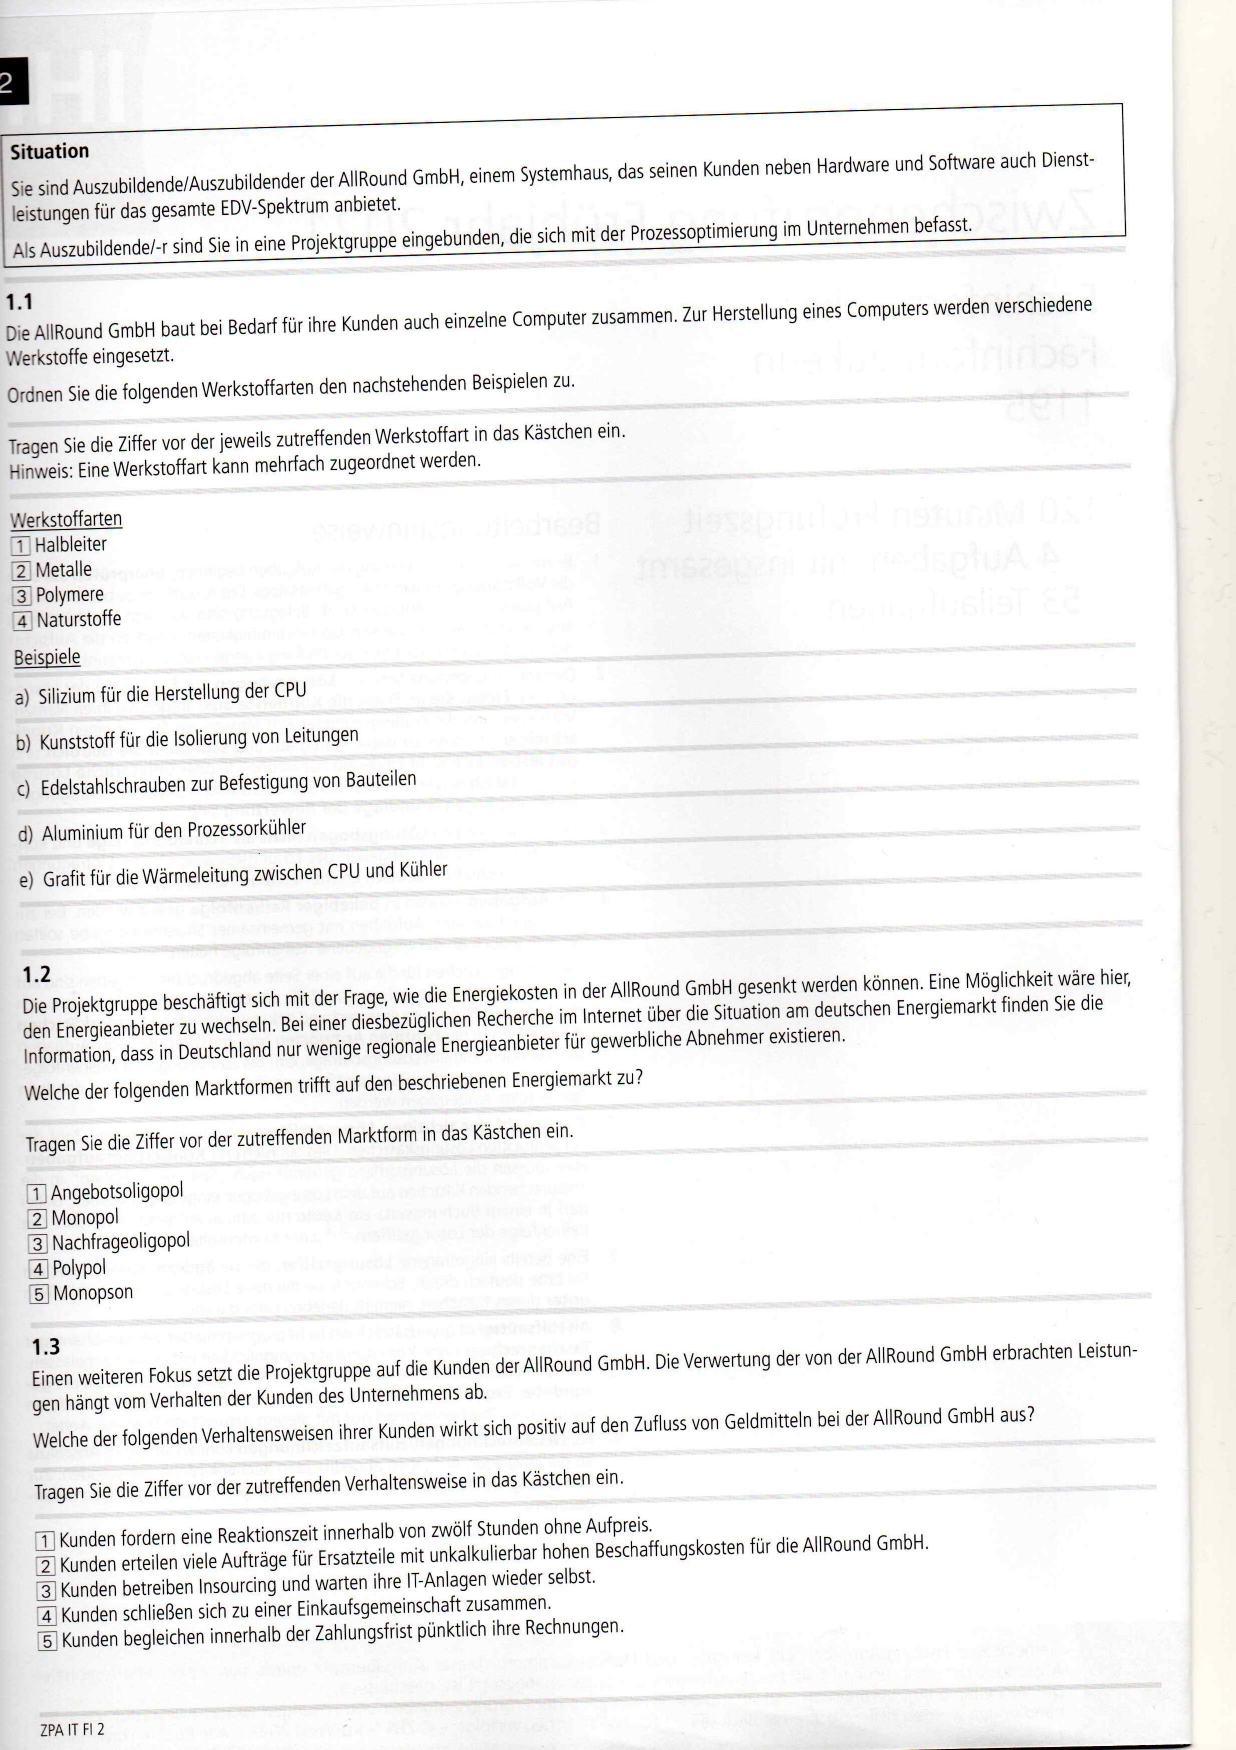 2
Situation
Sie sind Auszubildende/Auszubildender der AllRound GmbH, einem Systemhaus, das seinen Kunden neben Hardware und Software auch Dienst-
leistungen für das gesamte EDV-Spektrum anbietet.
Als Auszubildende/-r sind Sie in eine Projektgruppe eingebunden, die sich mit der Prozessoptimierung im Unternehmen befasst.
1.1
Die AllRound GmbH baut bei Bedarf für ihre Kunden auch einzelne Computer zusammen. Zur Herstellung eines Computers werden verschiedene
Werkstoffe eingesetzt.
Ordnen Sie die folgenden Werkstoffarten den nachstehenden Beispielen zu.
Tragen Sie die Ziffer vor der jeweils zutreffenden Werkstoffart in das Kästchen ein.
Hinweis: Eine Werkstoffart kann mehrfach zugeordnet werden.
Werkstoffarten
1 Halbleiter
2 Metalle
3 Polymere
4 Naturstoffe
Beispiele
a) Silizium für die Herstellung der CPU
b) Kunststoff für die Isolierung von Leitungen
c) Edelstahlschrauben zur Befestigung von Bauteilen
d) Aluminium für den Prozessorkühler
e) Grafit für die Wärmeleitung zwischen CPU und Kühler
1.2
Die Projektgruppe beschäftigt sich mit der Frage, wie die Energiekosten in der AllRound GmbH gesenkt werden können. Eine Möglichkeit wäre hier,
den Energieanbieter zu wechseln. Bei einer diesbezüglichen Recherche im Internet über die Situation am deutschen Energiemarkt finden Sie die
Information, dass in Deutschland nur wenige regionale Energieanbieter für gewerbliche Abnehmer existieren.
Welche der folgenden Marktformen trifft auf den beschriebenen Energiemarkt zu?
Tragen Sie die Ziffer vor der zutreffenden Marktform in das Kästchen ein.
1 Angebotsoligopol
2 Monopol
3 Nachfrageoligopol
4 Polypol
5 Monopson
1.3
Einen weiteren Fokus setzt die Projektgruppe auf die Kunden der AllRound GmbH. Die Verwertung der von der AllRound GmbH erbrachten Leistun-
gen hängt vom Verhalten der Kunden des Unternehmens ab.
Welche der folgenden Verhaltensweisen ihrer Kunden wirkt sich positiv auf den Zufluss von Geldmitteln bei der AllRound GmbH aus?
Tragen Sie die Ziffer vor der zutreffenden Verhaltensweise in das Kästchen ein.
1 Kunden fordern eine Reaktionszeit innerhalb von zwölf Stunden ohne Aufpreis.
2 Kunden erteilen viele Aufträge für Ersatzteile mit unkalkulierbar hohen Beschaffungskosten für die AllRound GmbH.
3 Kunden betreiben Insourcing und warten ihre IT-Anlagen wieder selbst.
4 Kunden schließen sich zu einer Einkaufsgemeinschaft zusammen.
5 Kunden begleichen innerhalb der Zahlungsfrist pünktlich ihre Rechnungen.
ZPA IT FI 2